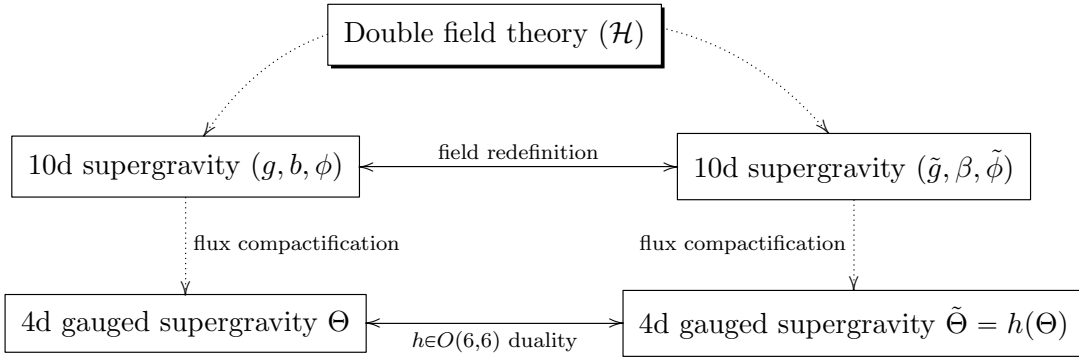 Double field theory (ℋ)
10d supergravity (g, b, ϕ)
field redefinition
10d supergravity (g̃, β, ϕ̃)
flux compactification
flux compactification
4d gauged supergravity Θ
h∈O(6,6) duality
4d gauged supergravity Θ̃ = h(Θ)